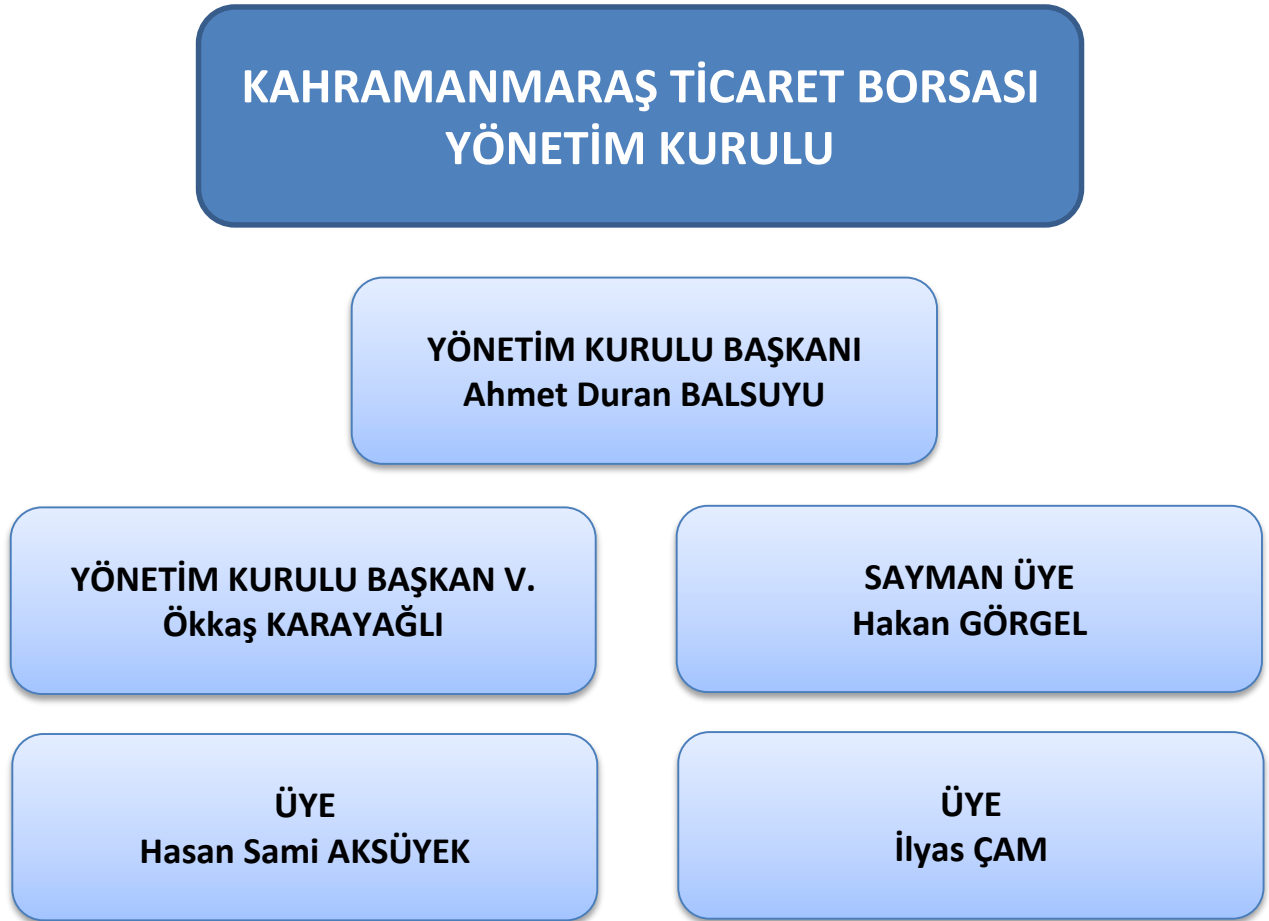 KAHRAMANMARAŞ TİCARET BORSASI
YÖNETİM KURULU
YÖNETİM KURULU BAŞKANI
Ahmet Duran BALSUYU
YÖNETİM KURULU BAŞKAN V.
Ökkaş KARAYAĞLI
SAYMAN ÜYE
Hakan GÖRGEL
ÜYE
Hasan Sami AKSÜYEK
ÜYE
İlyas ÇAM